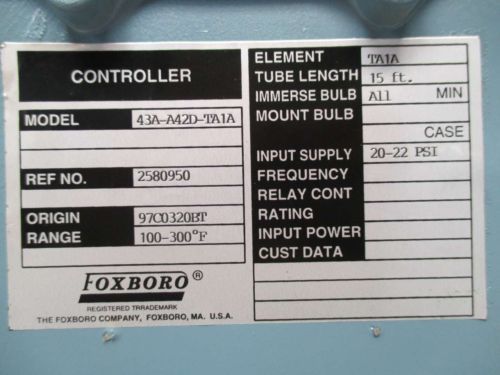 CONTROLLER
MODEL 43A-A42D-TA1A
REF NO. 2580950
ORIGIN 97C0320BT
RANGE 100-300°F
FOXBORO®
REGISTERED TRRADEMARK
THE FOXBORO COMPANY, FOXBORO, MA. U.S.A.
ELEMENT TA1A
TUBE LENGTH 15 ft.
IMMERSE BULB All MIN
MOUNT BULB
CASE
INPUT SUPPLY 20-22 PSI
FREQUENCY
RELAY CONT
RATING
INPUT POWER
CUST DATA